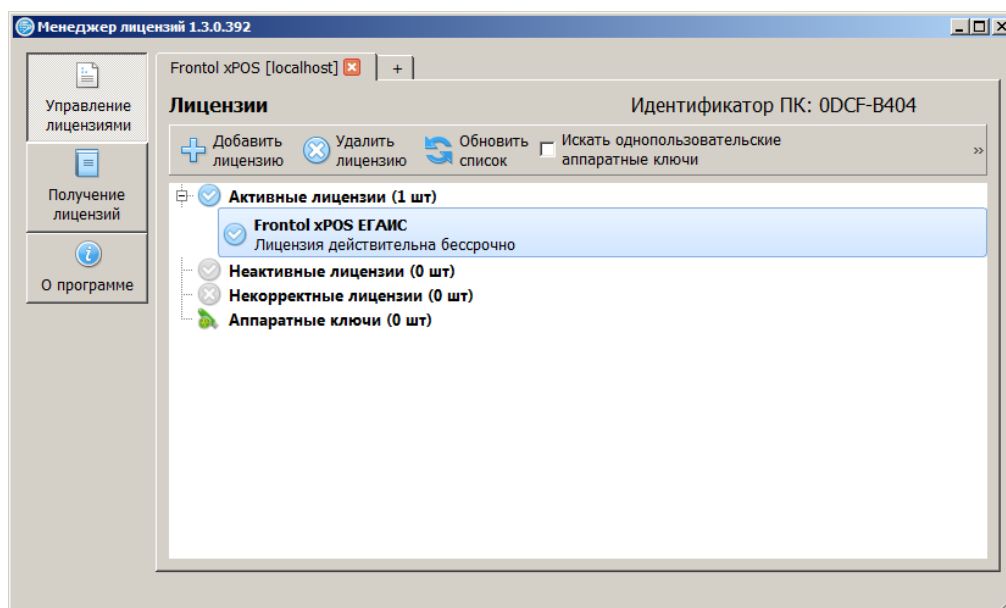 Менеджер лицензий 1.3.0.392
Управление
лицензиями
Получение
лицензий
О программе
Frontol xPOS [localhost]
+
Лицензии
Идентификатор ПК: 0DCF-B404
Добавить
лицензию
Удалить
лицензию
Обновить
список
Искать однопользовательские
аппаратные ключи
»
Активные лицензии (1 шт)
Frontol xPOS ЕГАИС
Лицензия действительна бессрочно
Неактивные лицензии (0 шт)
Некорректные лицензии (0 шт)
Аппаратные ключи (0 шт)